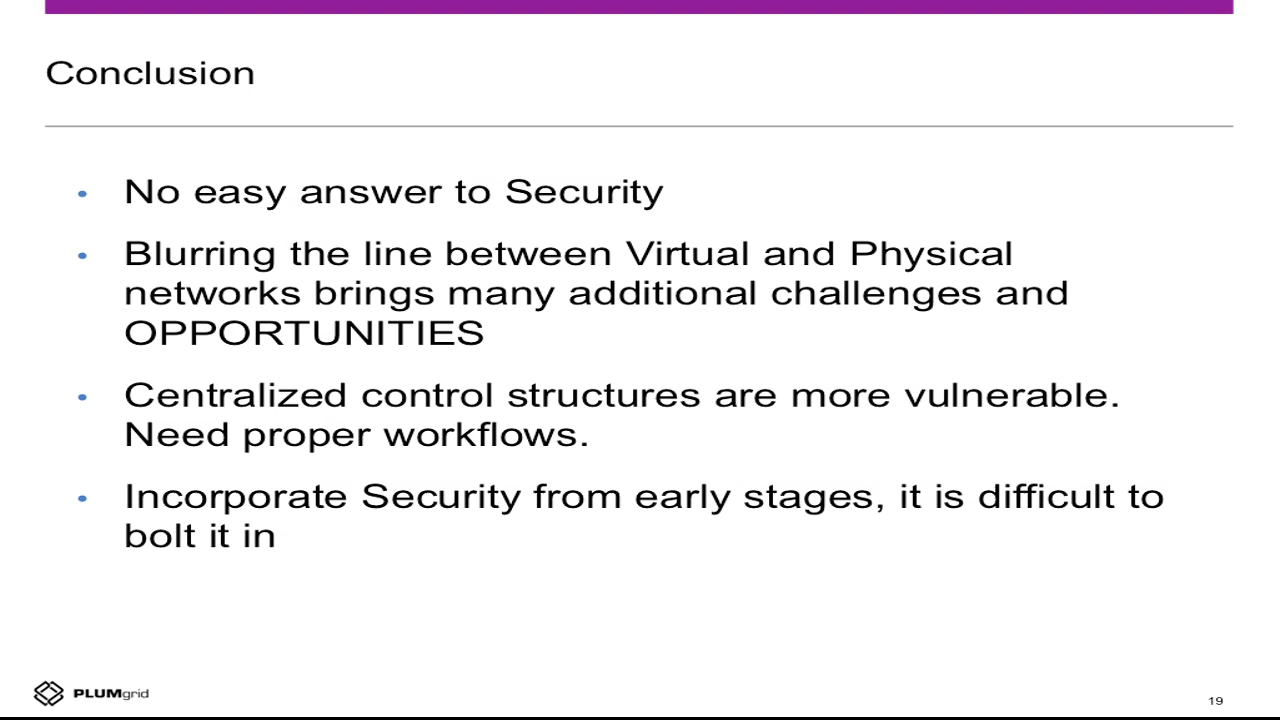 Conclusion
• No easy answer to Security
• Blurring the line between Virtual and Physical
networks brings many additional challenges and
OPPORTUNITIES
• Centralized control structures are more vulnerable.
Need proper workflows.
• Incorporate Security from early stages, it is difficult to
bolt it in
PLUMgrid
19